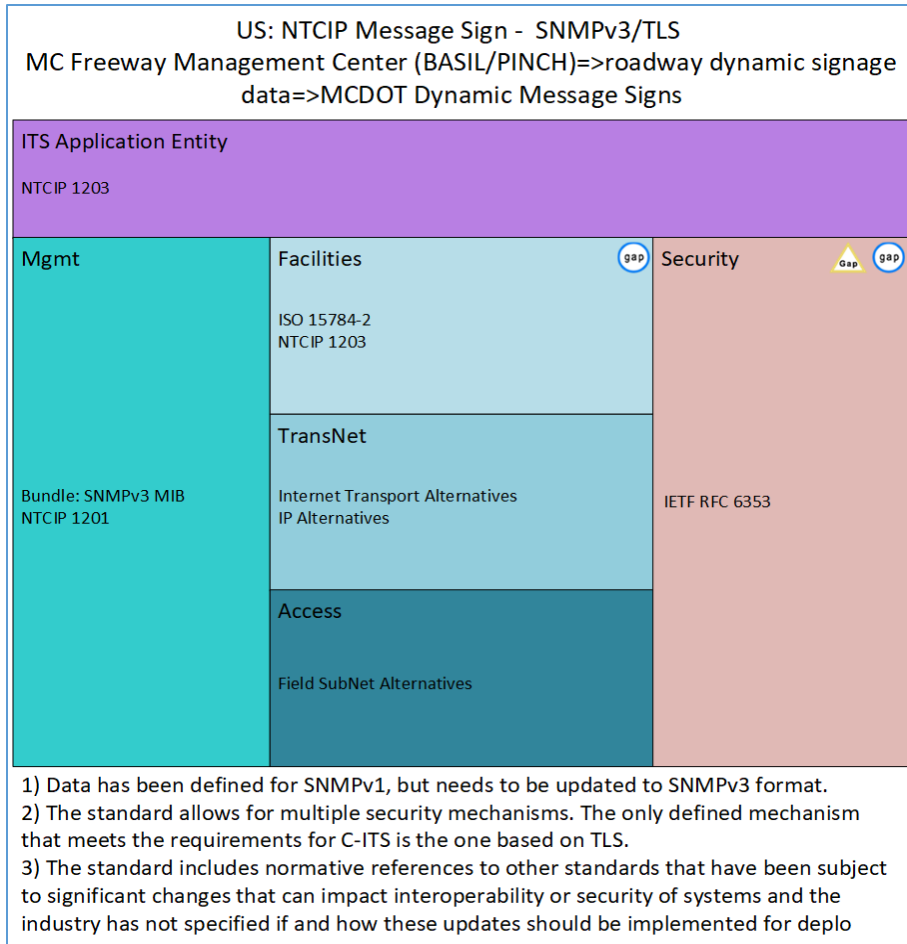 US: NTCIP Message Sign -  SNMPv3/TLS
MC Freeway Management Center (BASIL/PINCH)=>roadway dynamic signage
data=>MCDOT Dynamic Message Signs
ITS Application Entity
NTCIP 1203
Mgmt
Bundle: SNMPv3 MIB
NTCIP 1201
Facilities
gap
ISO 15784-2
NTCIP 1203
TransNet
Internet Transport Alternatives
IP Alternatives
Access
Field SubNet Alternatives
Security
Gap
gap
IETF RFC 6353
1) Data has been defined for SNMPv1, but needs to be updated to SNMPv3 format.
2) The standard allows for multiple security mechanisms. The only defined mechanism
that meets the requirements for C-ITS is the one based on TLS.
3) The standard includes normative references to other standards that have been subject
to significant changes that can impact interoperability or security of systems and the
industry has not specified if and how these updates should be implemented for deplo